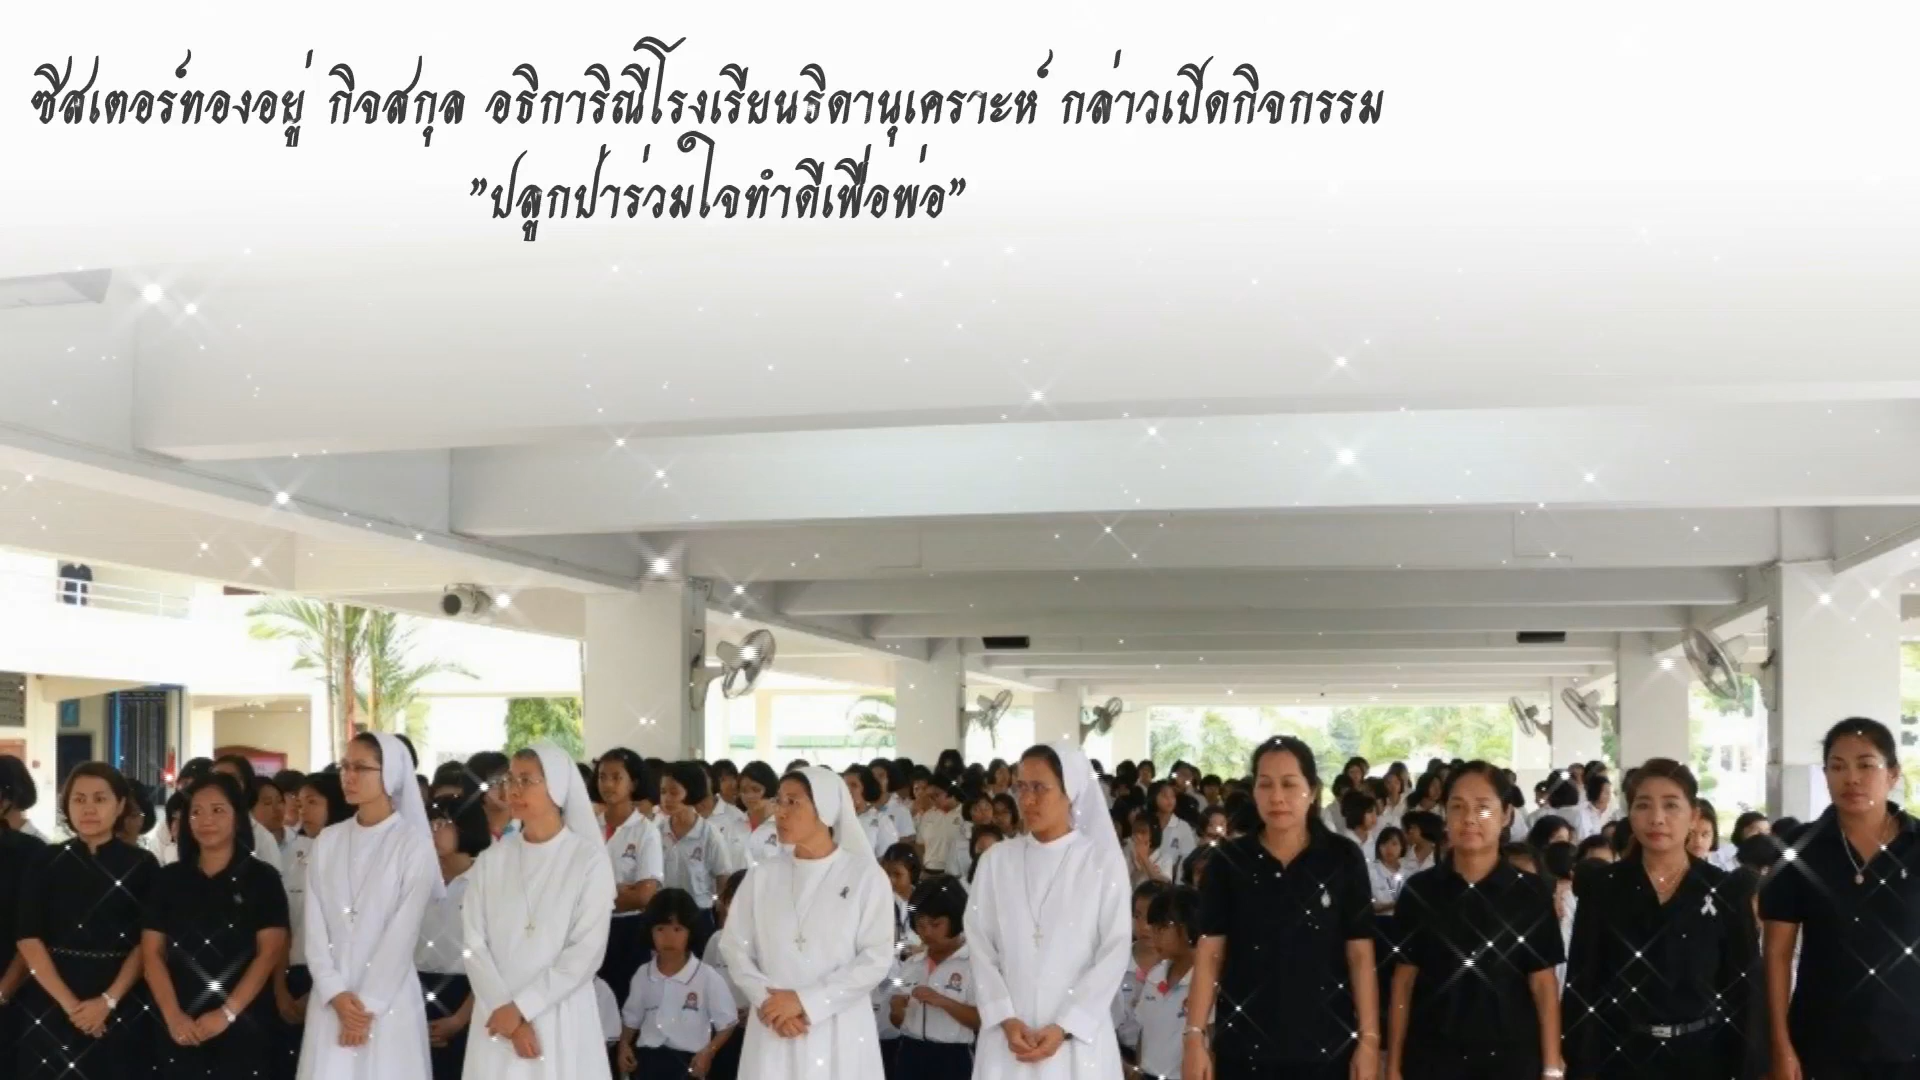 ซีสเตอร์ทองอยู่ กิจสกุล อธิการิณีโรงเรียนธิดานุเคราะห์ กล่าวเปิดกิจกรรม
"ปลูกป่าร่วมใจทำดีเพื่อพ่อ"